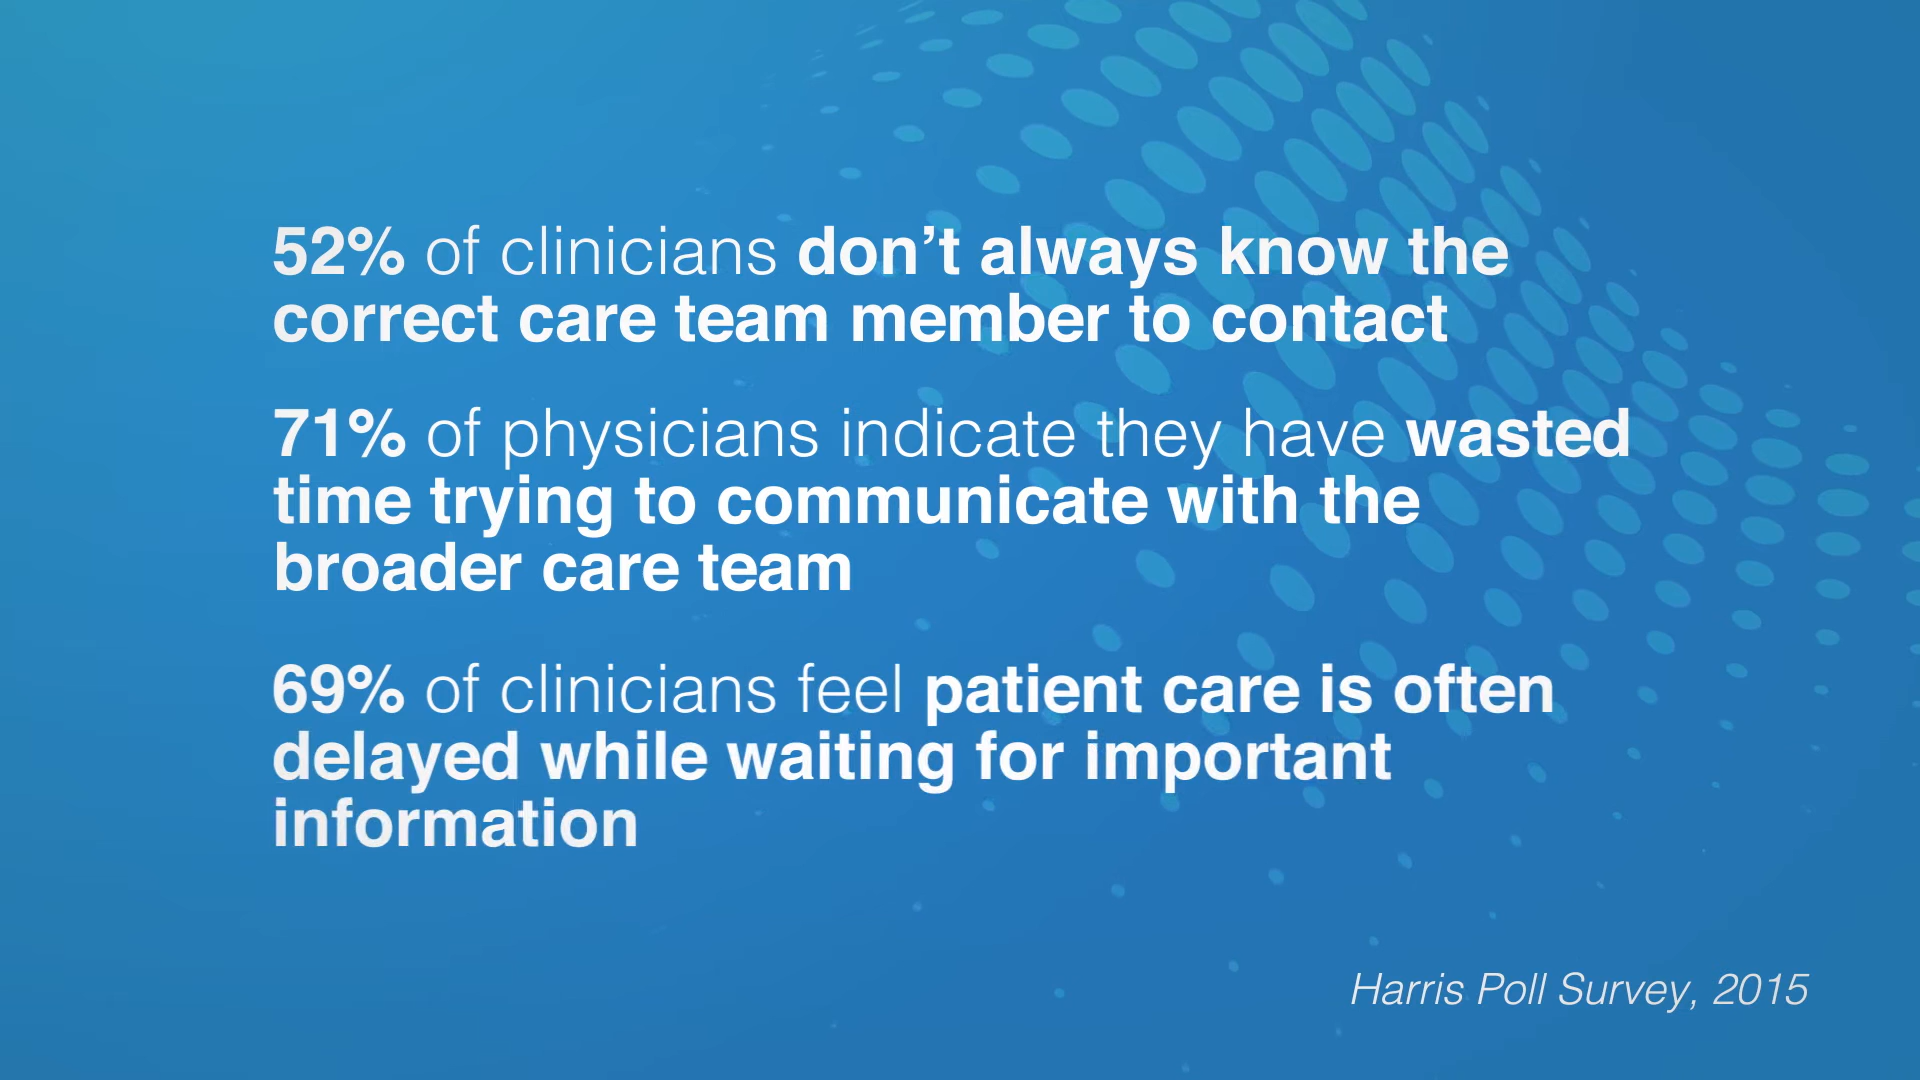 52% of clinicians don’t always know the
correct care team member to contact
71% of physicians indicate they have wasted
time trying to communicate with the
broader care team
69% of clinicians feel patient care is often
delayed while waiting for important
information
Harris Poll Survey, 2015